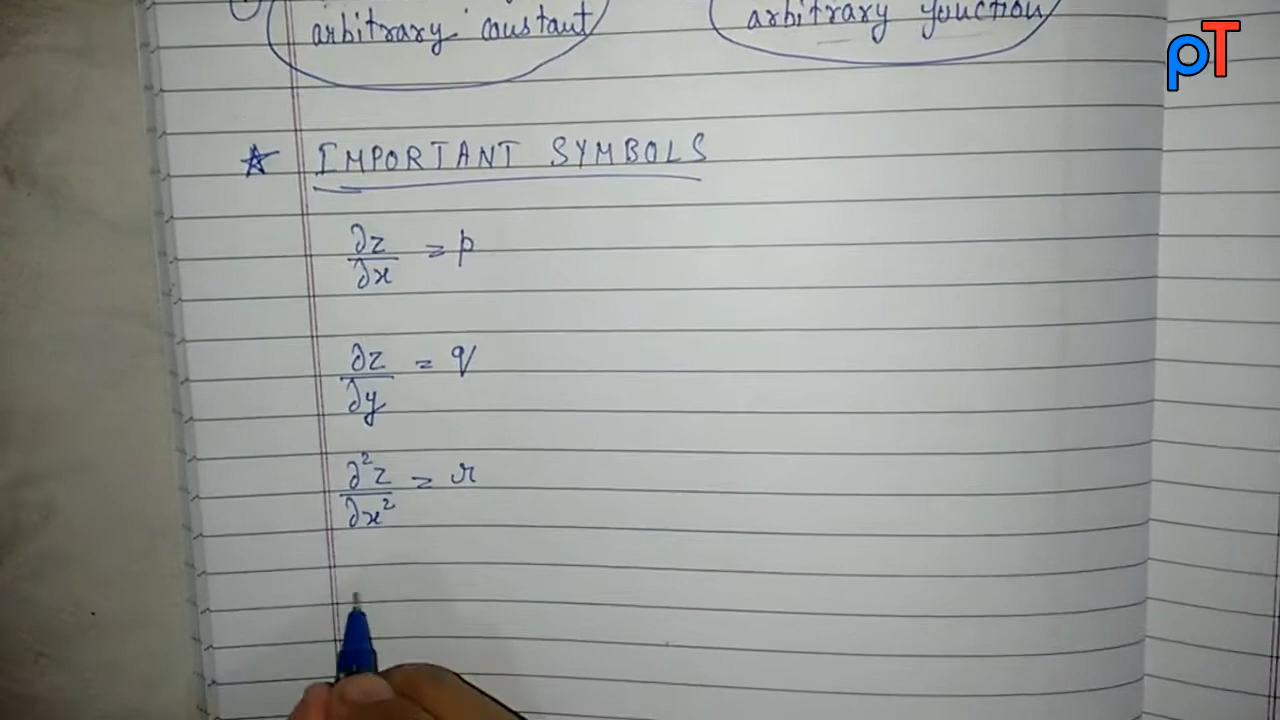 arbitrary constant
arbitrary function
PT
IMPORTANT SYMBOLS
∂z/∂x = p
∂z/∂y = q
∂²z/∂x² = r